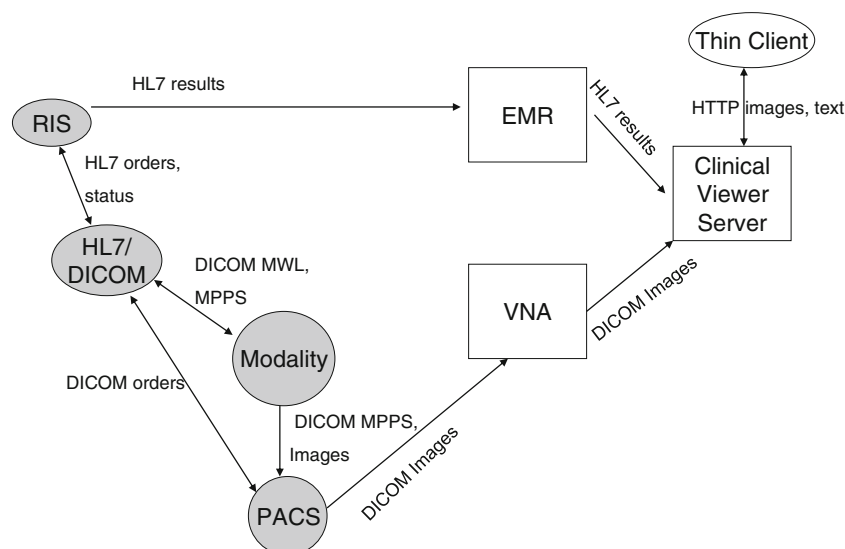 Thin Client
HL7 results
HTTP images, text
RIS
EMR
HL7 results
HL7 orders,
status
Clinical
Viewer
Server
HL7/
DICOM
DICOM MWL,
MPPS
VNA
DICOM Images
Modality
DICOM orders
DICOM MPPS,
Images
DICOM Images
PACS